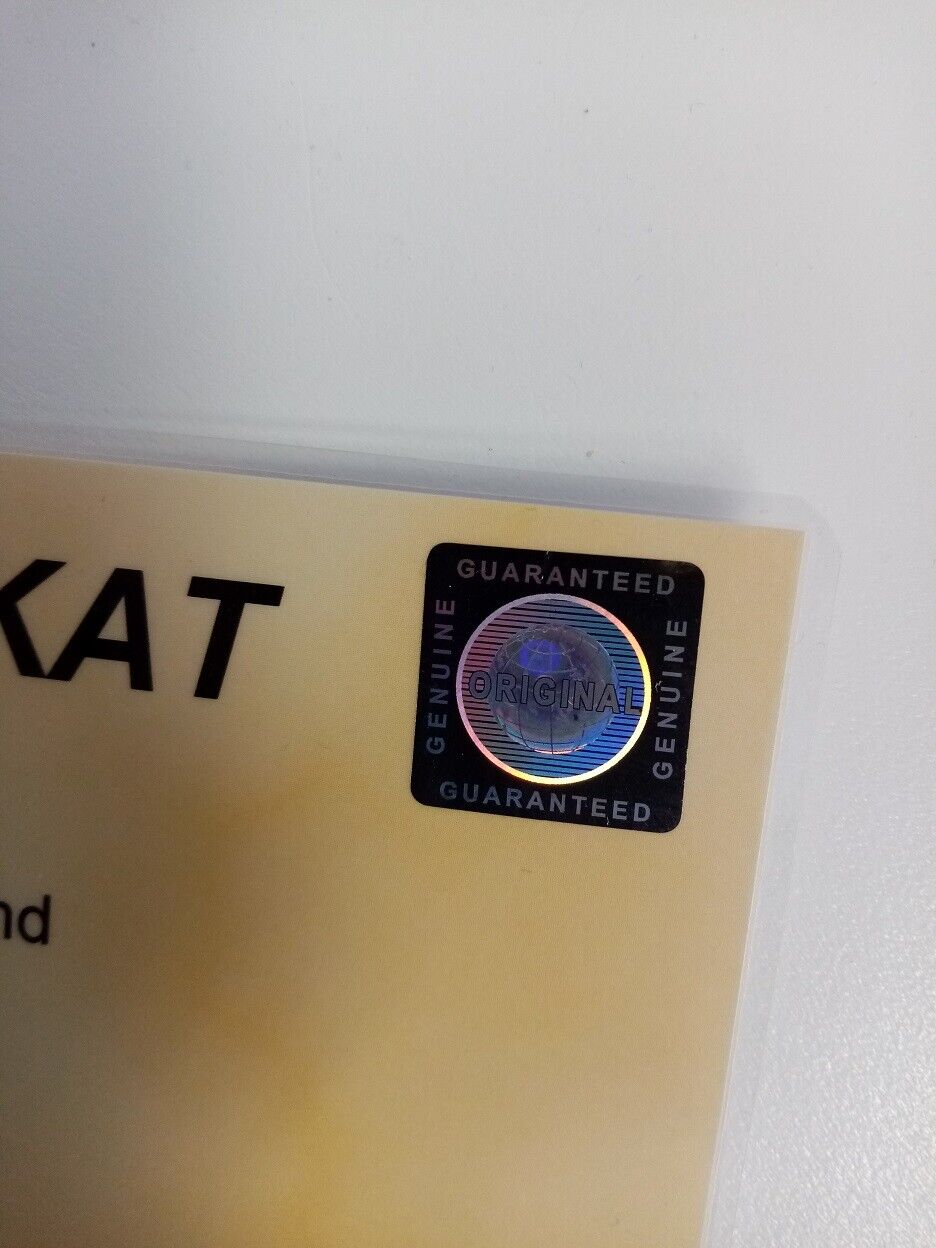 KAT
GUARANTEED
GENUINE
ORIGINAL
GENUINE
GUARANTEED
nd